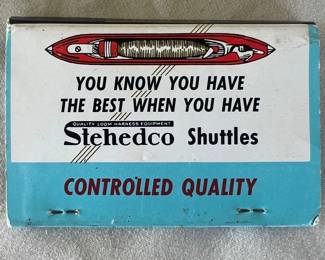 YOU KNOW YOU HAVE
THE BEST WHEN YOU HAVE
QUALITY LOOM HARNESS EQUIPMENT
Stehedco Shuttles
CONTROLLED QUALITY